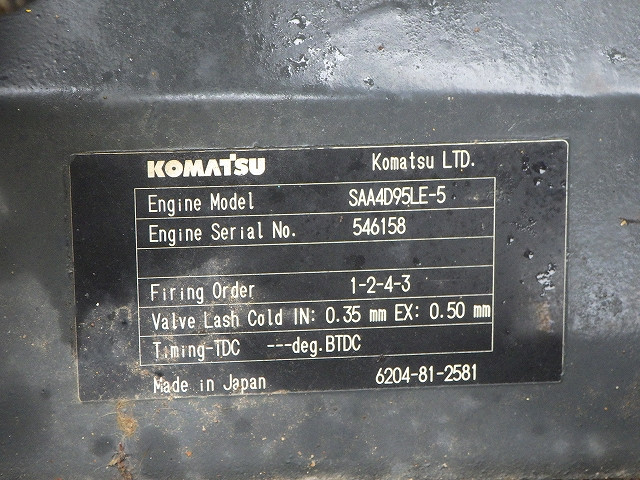 KOMATSU Komatsu LTD.
Engine Model SAA4D95LE-5
Engine Serial No. 546158
Firing Order 1-2-4-3
Valve Lash Cold IN: 0.35 mm EX: 0.50 mm
Timing-TDC ---deg.BTDC
Made in Japan 6204-81-2581